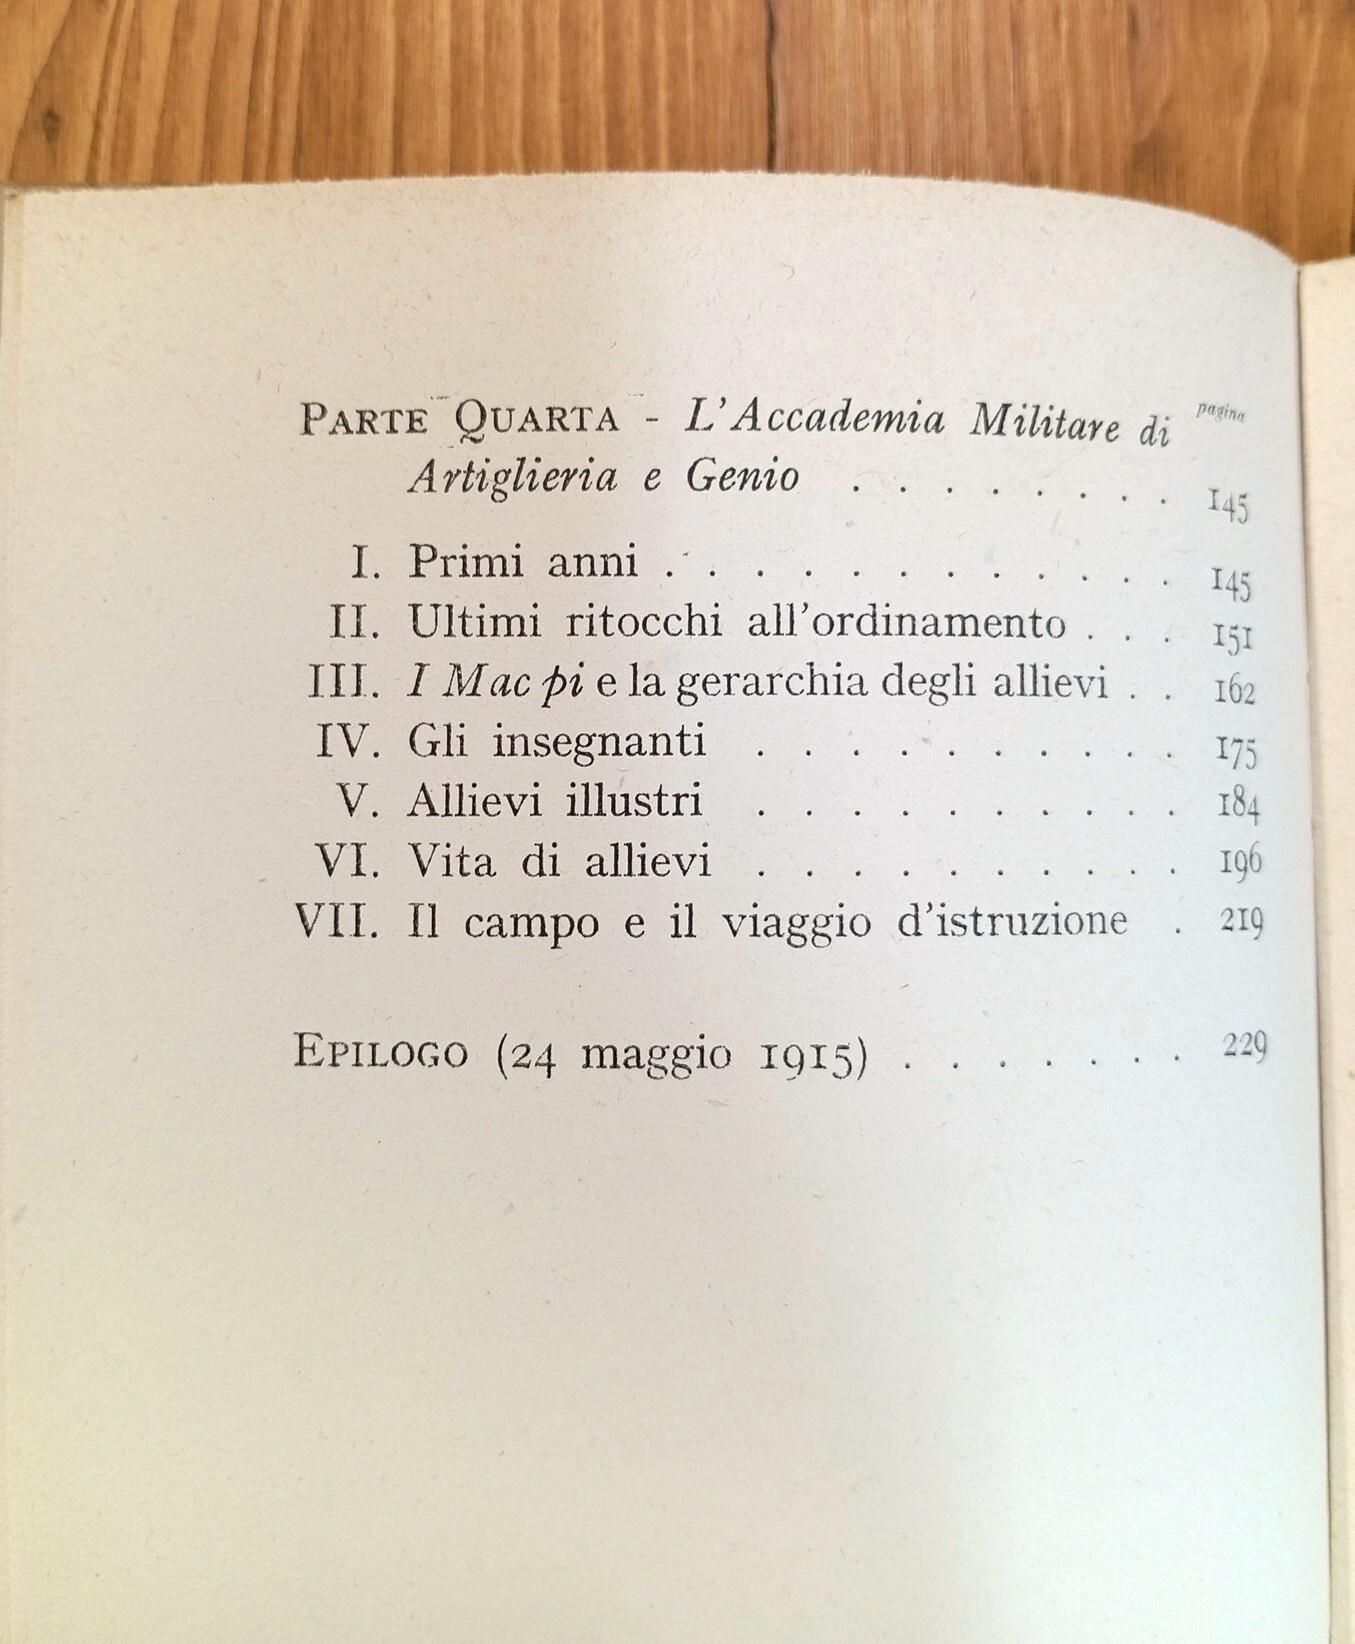 PARTE QUARTA - L'Accademia Militare di pagina
Artiglieria e Genio . . . . . . . . 145
I. Primi anni . . . . . . . . . . . . 145
II. Ultimi ritocchi all'ordinamento . . . 151
III. I Mac pi e la gerarchia degli allievi . . 162
IV. Gli insegnanti . . . . . . . . . . 175
V. Allievi illustri . . . . . . . . . . 184
VI. Vita di allievi . . . . . . . . . . 196
VII. Il campo e il viaggio d'istruzione . 219
EPILOGO (24 maggio 1915) . . . . . . . 229